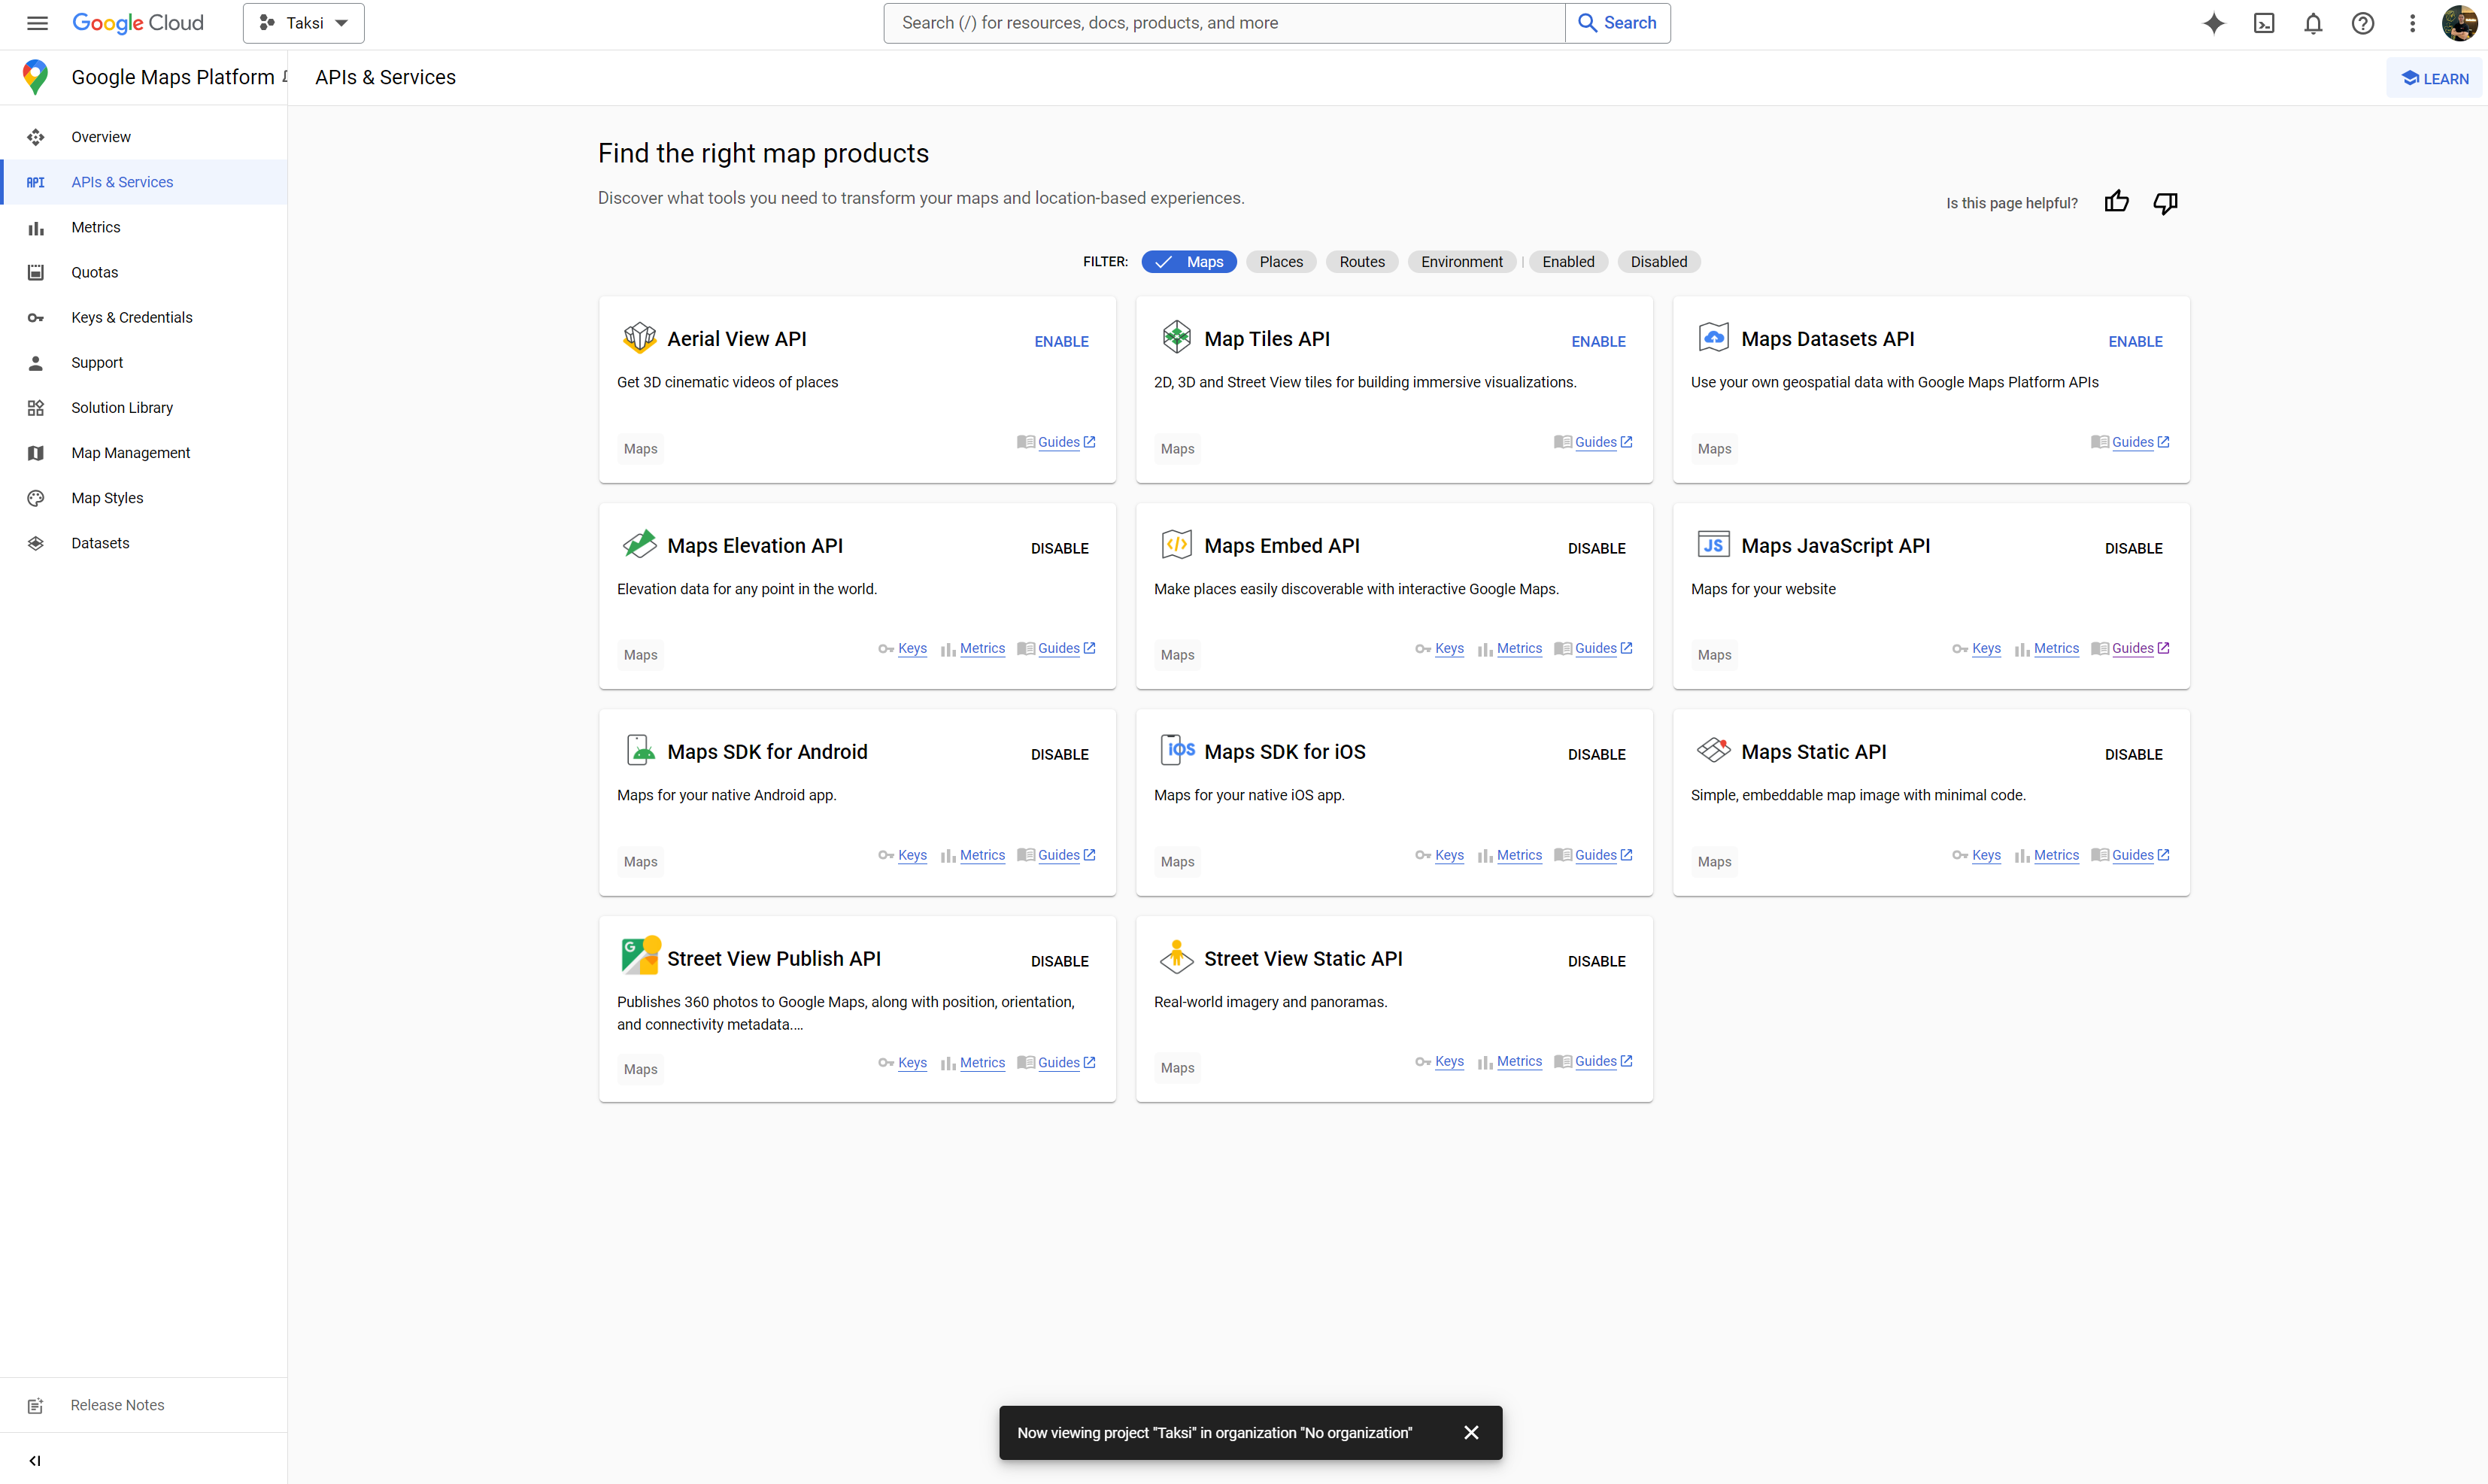 Google Cloud
Taksi
Search (/) for resources, docs, products, and more
Search
Google Maps Platform
APIs & Services
LEARN
Overview
API
APIs & Services
Metrics
Quotas
Keys & Credentials
Support
Solution Library
Map Management
Map Styles
Datasets
Release Notes
Find the right map products
Discover what tools you need to transform your maps and location-based experiences.
Is this page helpful?
FILTER: Maps Places Routes Environment | Enabled Disabled
Aerial View API
ENABLE
Get 3D cinematic videos of places
Maps
Guides
Map Tiles API
ENABLE
2D, 3D and Street View tiles for building immersive visualizations.
Maps
Guides
Maps Datasets API
ENABLE
Use your own geospatial data with Google Maps Platform APIs
Maps
Guides
Maps Elevation API
DISABLE
Elevation data for any point in the world.
Maps
Keys Metrics Guides
Maps Embed API
DISABLE
Make places easily discoverable with interactive Google Maps.
Maps
Keys Metrics Guides
JS
Maps JavaScript API
DISABLE
Maps for your website
Maps
Keys Metrics Guides
Maps SDK for Android
DISABLE
Maps for your native Android app.
Maps
Keys Metrics Guides
iOS
Maps SDK for iOS
DISABLE
Maps for your native iOS app.
Maps
Keys Metrics Guides
Maps Static API
DISABLE
Simple, embeddable map image with minimal code.
Maps
Keys Metrics Guides
G
Street View Publish API
DISABLE
Publishes 360 photos to Google Maps, along with position, orientation,
and connectivity metadata....
Maps
Keys Metrics Guides
Street View Static API
DISABLE
Real-world imagery and panoramas.
Maps
Keys Metrics Guides
Now viewing project "Taksi" in organization "No organization"